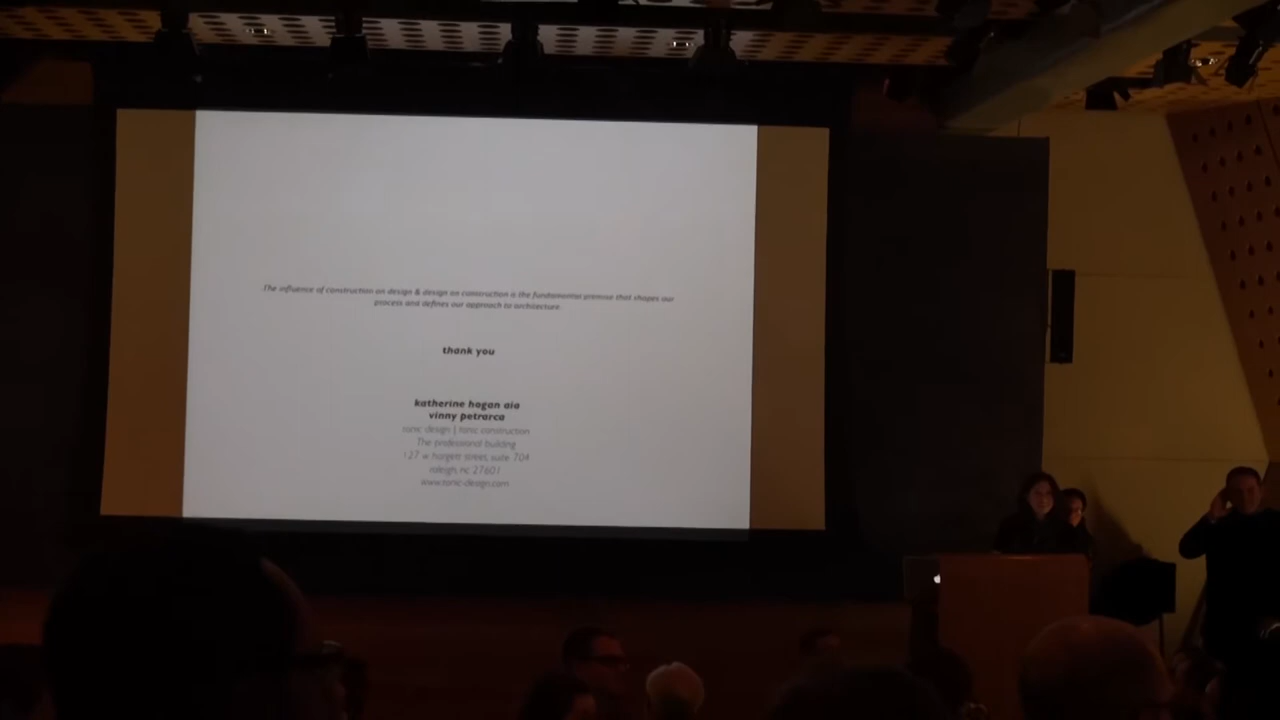 The influence of construction on design & design on construction is the fundamental premise that shapes our
process and defines our approach to architecture.
thank you
katherine hogan aia
vinny petrarca
tonic design | tonic construction
The professional building
127 w hargett street, suite 704
raleigh, nc 27601
www.tonic-design.com